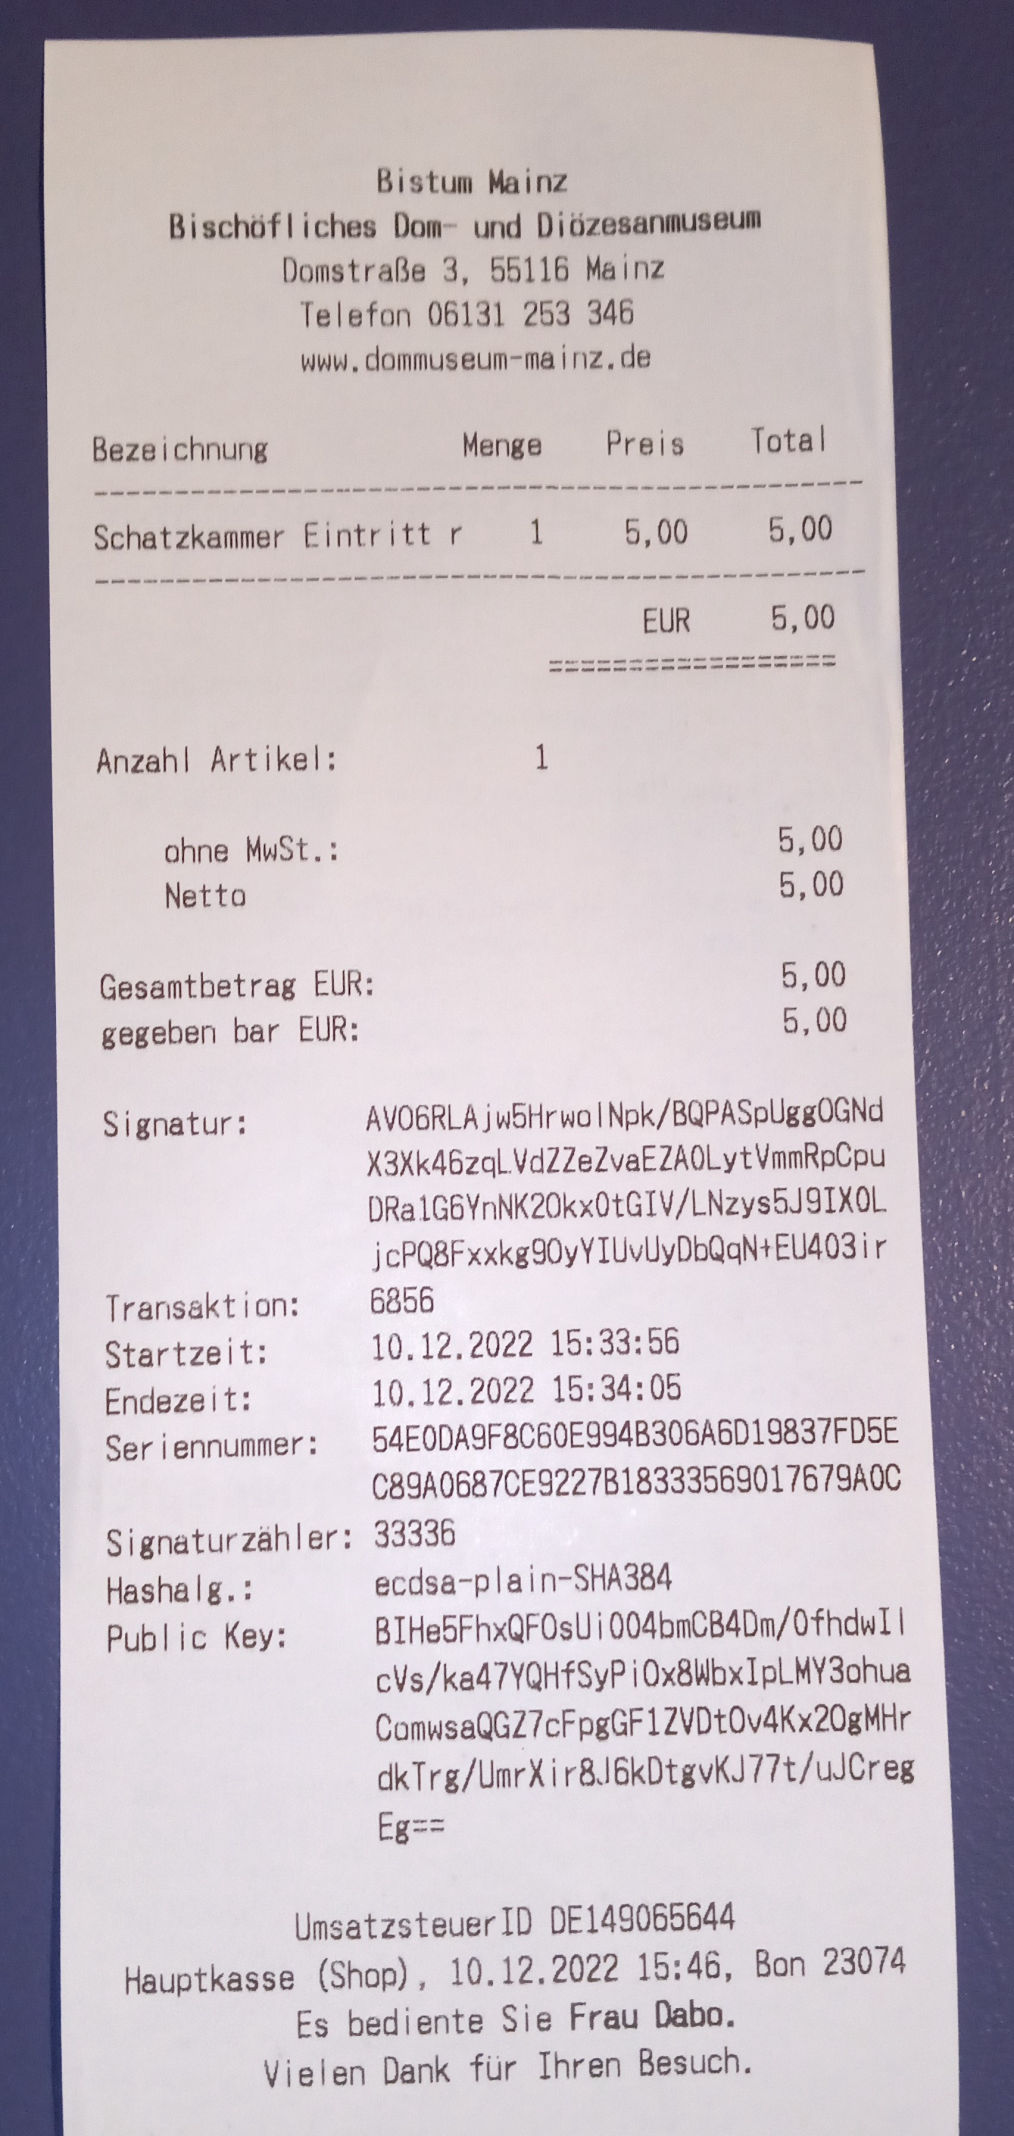 Bistum Mainz
Bischöfliches Dom- und Diözesanmuseum
Domstraße 3, 55116 Mainz
Telefon 06131 253 346
www.dommuseum-mainz.de
Bezeichnung Menge Preis Total
------------------------------------------------
Schatzkammer Eintritt r 1 5,00 5,00
------------------------------------------------
EUR 5,00
==================
Anzahl Artikel: 1
ohne MwSt.: 5,00
Netto 5,00
Gesamtbetrag EUR: 5,00
gegeben bar EUR: 5,00
Signatur: AVO6RLAjw5HrwolNpk/BQPASpUggOGNd
X3Xk46zqLVdZZeZvaEZAOLytVmmRpCpu
DRa1G6YnNK2Okx0tGIV/LNzys5J9IX0L
jcPQ8Fxxkg9OyYIUvUyDbQqN+EU403ir
Transaktion: 6856
Startzeit: 10.12.2022 15:33:56
Endezeit: 10.12.2022 15:34:05
Seriennummer: 54E0DA9F8C60E994B306A6D19837FD5E
C89A0687CE9227B18333569017679A0C
Signaturzähler: 33336
Hashalg.: ecdsa-plain-SHA384
Public Key: BIHe5FhxQFOsUi004bmCB4Dm/OfhdwIl
cVs/ka47YQHfSyPiOx8WbxIpLMY3ohua
ComwsaQGZ7cFpgGF1ZVDtOv4Kx2OgMHr
dkTrg/UmrXir8J6kDtgvKJ77t/uJCreg
Eg==
UmsatzsteuerID DE149065644
Hauptkasse (Shop), 10.12.2022 15:46, Bon 23074
Es bediente Sie Frau Dabo.
Vielen Dank für Ihren Besuch.